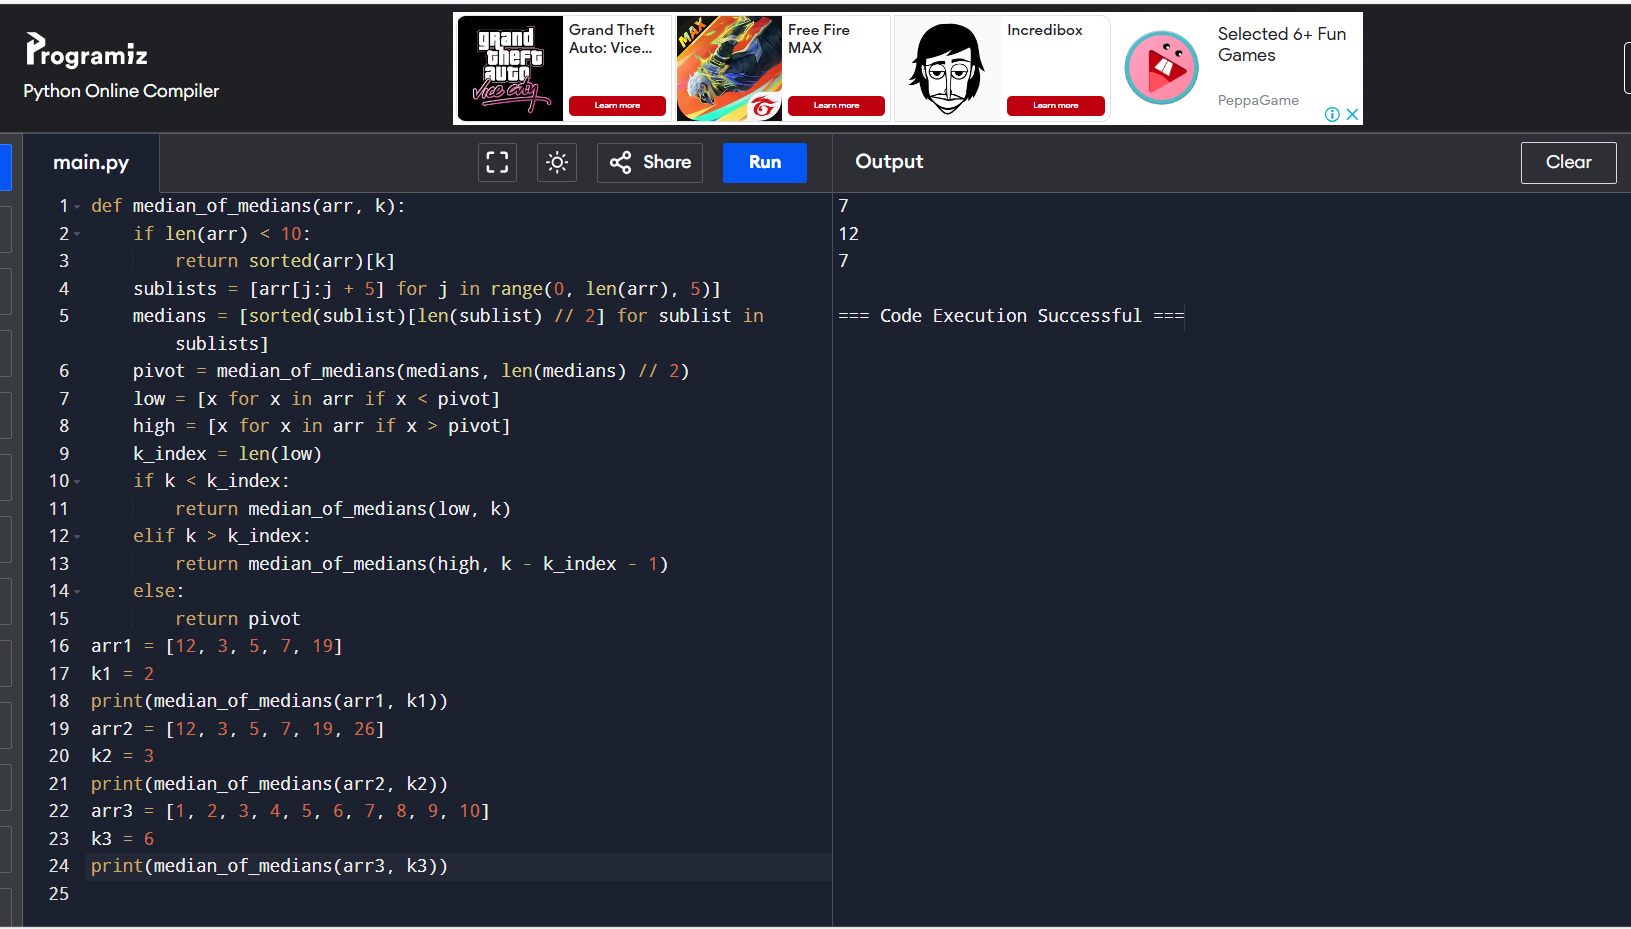 Programiz
Python Online Compiler
grand
theft
auto
vice city
Grand Theft
Auto: Vice...
Learn more
MAX
Free Fire
MAX
Learn more
Incredibox
Learn more
Selected 6+ Fun
Games
PeppaGame
main.py
Share
Run
Output
Clear
1 def median_of_medians(arr, k):
2     if len(arr) < 10:
3         return sorted(arr)[k]
4     sublists = [arr[j:j + 5] for j in range(0, len(arr), 5)]
5     medians = [sorted(sublist)[len(sublist) // 2] for sublist in
        sublists]
6     pivot = median_of_medians(medians, len(medians) // 2)
7     low = [x for x in arr if x < pivot]
8     high = [x for x in arr if x > pivot]
9     k_index = len(low)
10     if k < k_index:
11         return median_of_medians(low, k)
12     elif k > k_index:
13         return median_of_medians(high, k - k_index - 1)
14     else:
15         return pivot
16 arr1 = [12, 3, 5, 7, 19]
17 k1 = 2
18 print(median_of_medians(arr1, k1))
19 arr2 = [12, 3, 5, 7, 19, 26]
20 k2 = 3
21 print(median_of_medians(arr2, k2))
22 arr3 = [1, 2, 3, 4, 5, 6, 7, 8, 9, 10]
23 k3 = 6
24 print(median_of_medians(arr3, k3))
25
7
12
7
=== Code Execution Successful ===